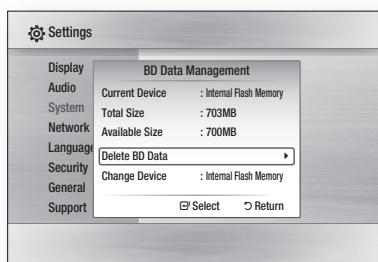 Settings
Display
Audio
System
Network
Language
Security
General
Support
BD Data Management
Current Device : Internal Flash Memory
Total Size : 703MB
Available Size : 700MB
Delete BD Data
Change Device : Internal Flash Memory
Select Return